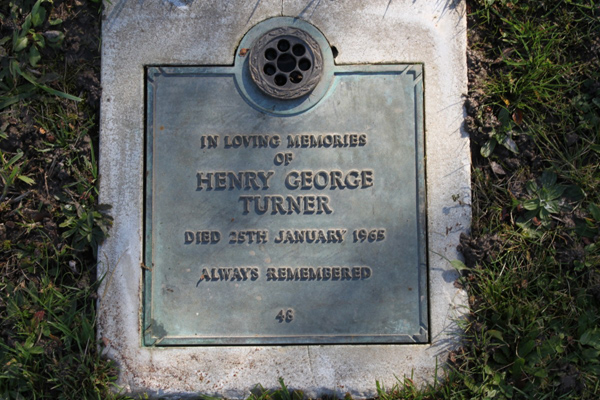 IN LOVING MEMORIES
OF
HENRY GEORGE
TURNER
DIED 25TH JANUARY 1965
ALWAYS REMEMBERED
48